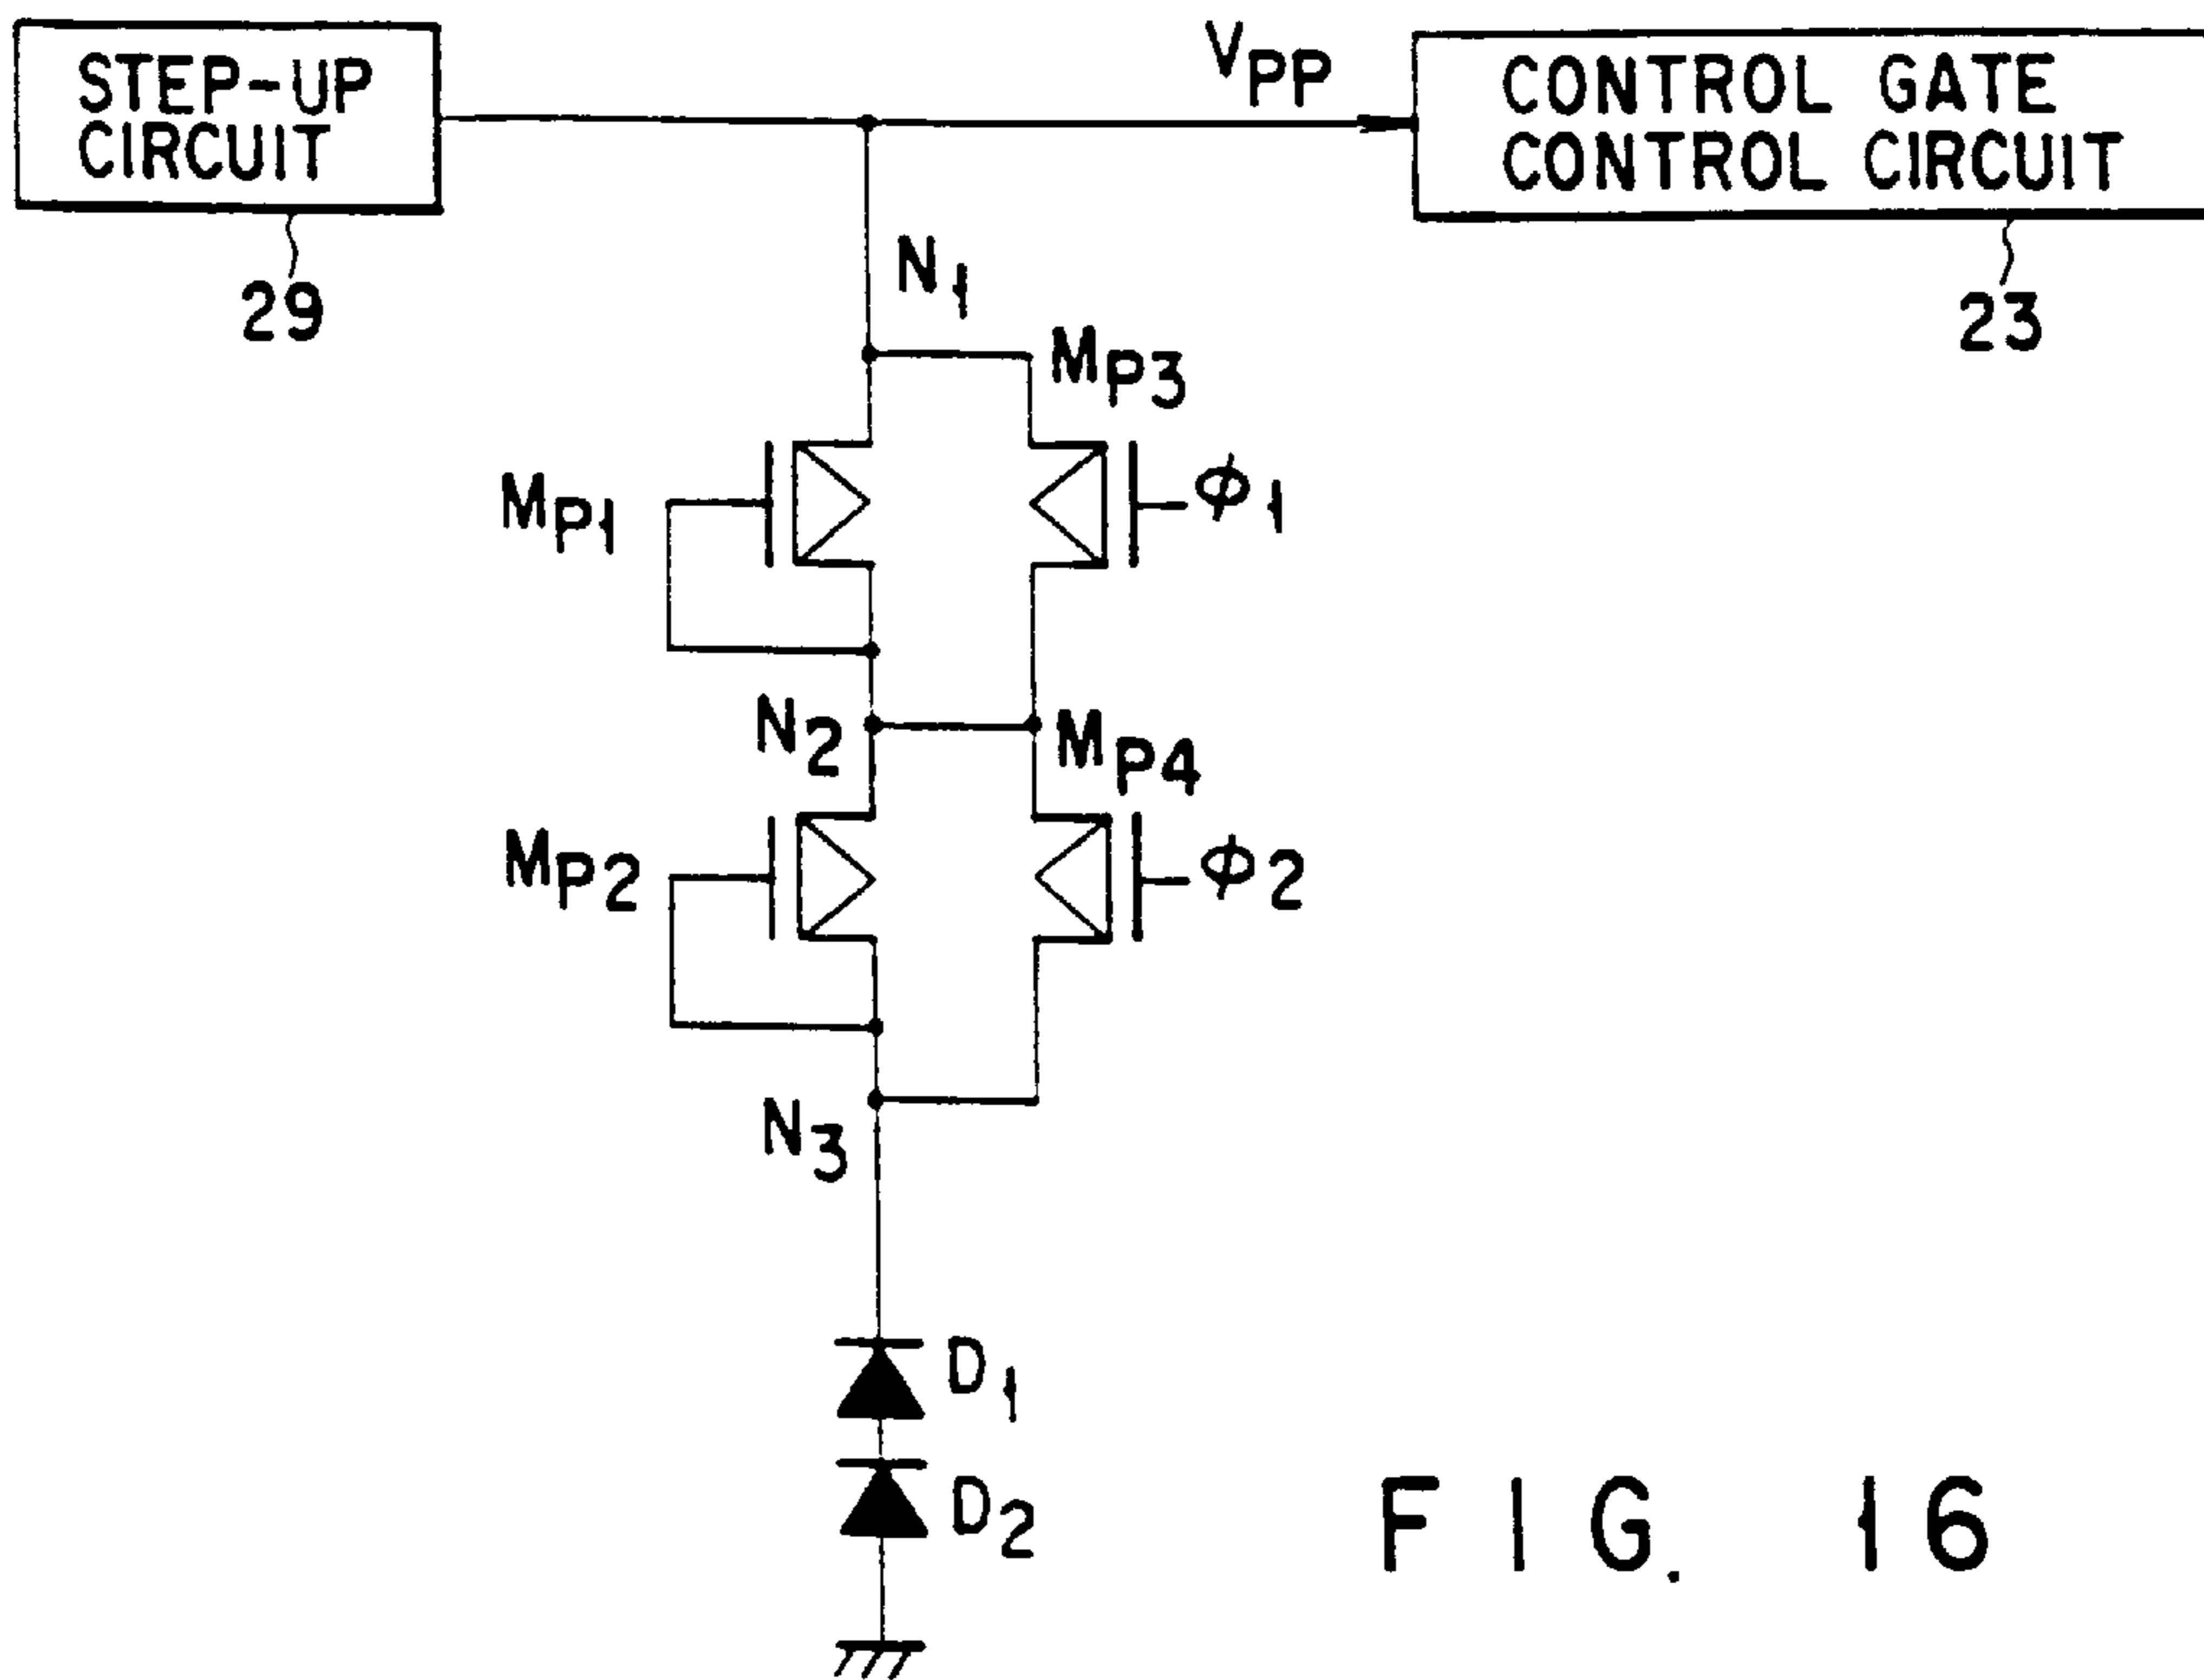 STEP-UP
CIRCUIT
29
VPP
CONTROL GATE
CONTROL CIRCUIT
23
N1
MP3
MP1
ϕ1
N2
MP4
MP2
ϕ2
N3
D1
D2
FIG. 16